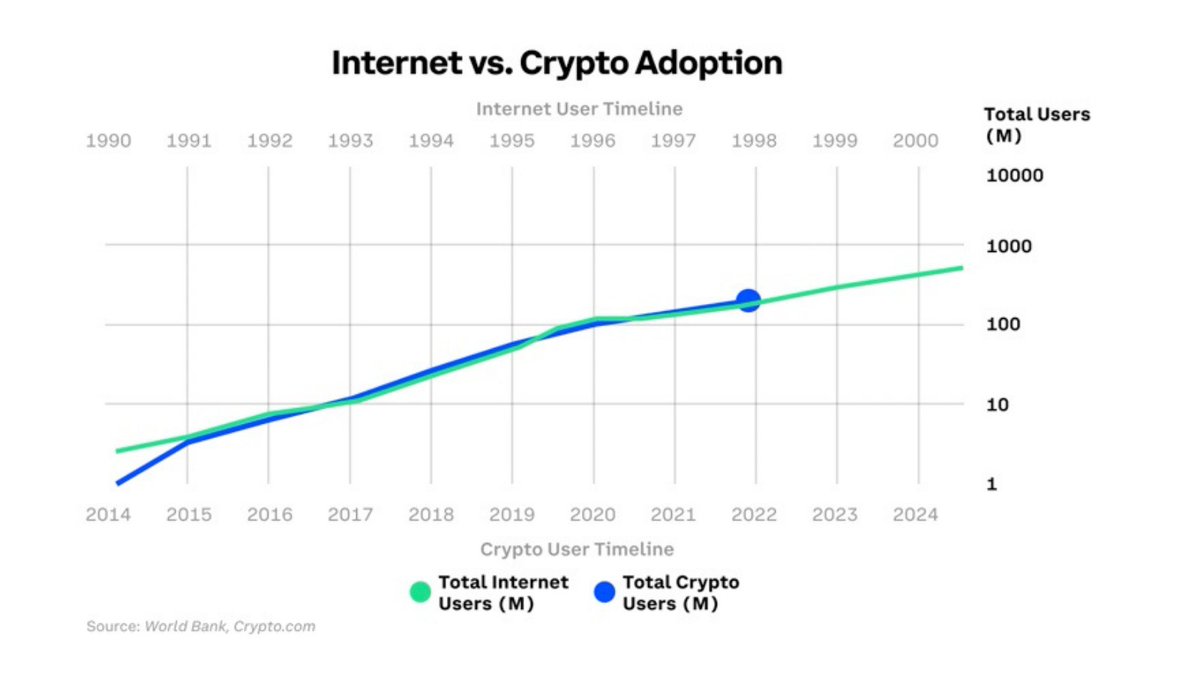 Internet vs. Crypto Adoption
Internet User Timeline
1990 1991 1992 1993 1994 1995 1996 1997 1998 1999 2000
Total Users
(M)
10000
1000
100
10
1
2014 2015 2016 2017 2018 2019 2020 2021 2022 2023 2024
Crypto User Timeline
Total Internet
Users (M)
Total Crypto
Users (M)
Source: World Bank, Crypto.com